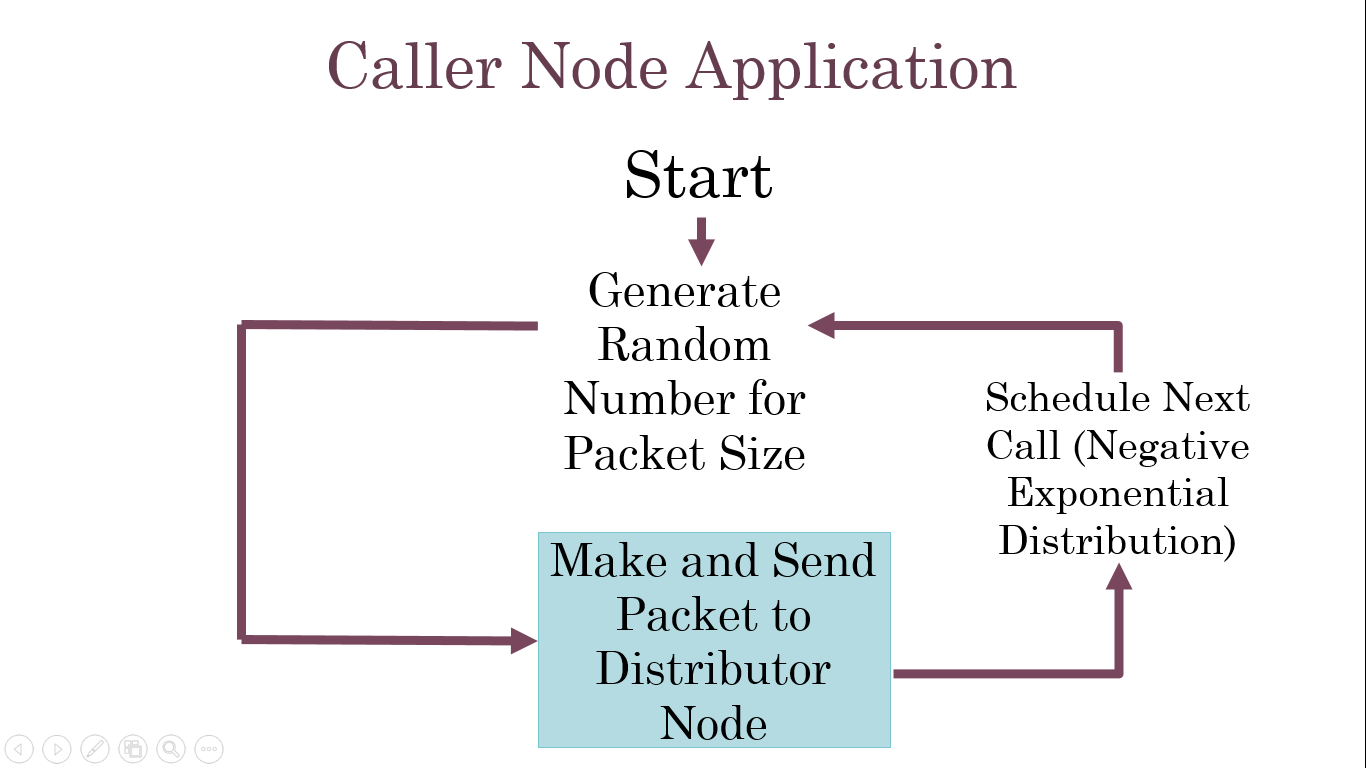 Caller Node Application
Start
Generate
Random
Number for
Packet Size
Schedule Next
Call (Negative
Exponential
Distribution)
Make and Send
Packet to
Distributor
Node